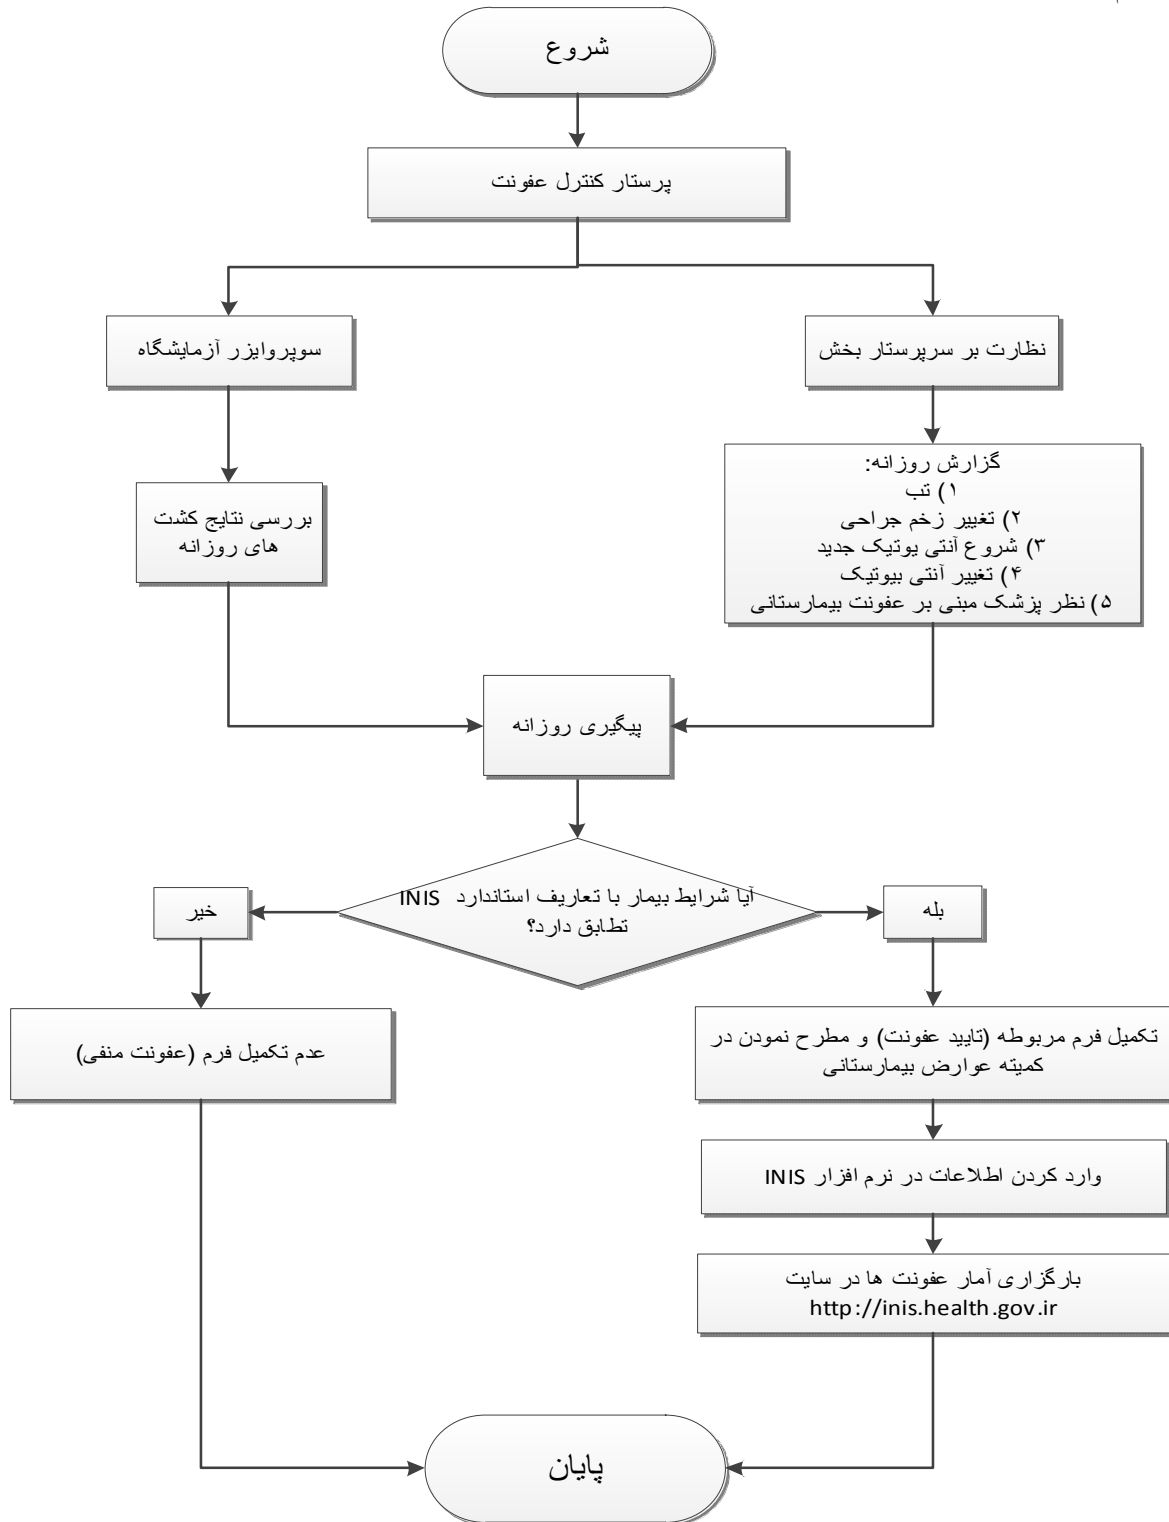 شروع
پرستار کنترل عفونت
نظارت بر سرپرستار بخش
سوپروایزر آزمایشگاه
گزارش روزانه:
۱) تب
۲) تغییر زخم جراحی
۳) شروع آنتی یوتیک جدید
۴) تغییر آنتی بیوتیک
۵) نظر پزشک مبنی بر عفونت بیمارستانی
بررسی نتایج کشت
های روزانه
پیگیری روزانه
آیا شرایط بیمار با تعاریف استاندارد INIS
تطابق دارد؟
بله
خیر
تکمیل فرم مربوطه (تایید عفونت) و مطرح نمودن در
کمیته عوارض بیمارستانی
عدم تکمیل فرم (عفونت منفی)
وارد کردن اطلاعات در نرم افزار INIS
بارگزاری آمار عفونت ها در سایت
http://inis.health.gov.ir
پایان